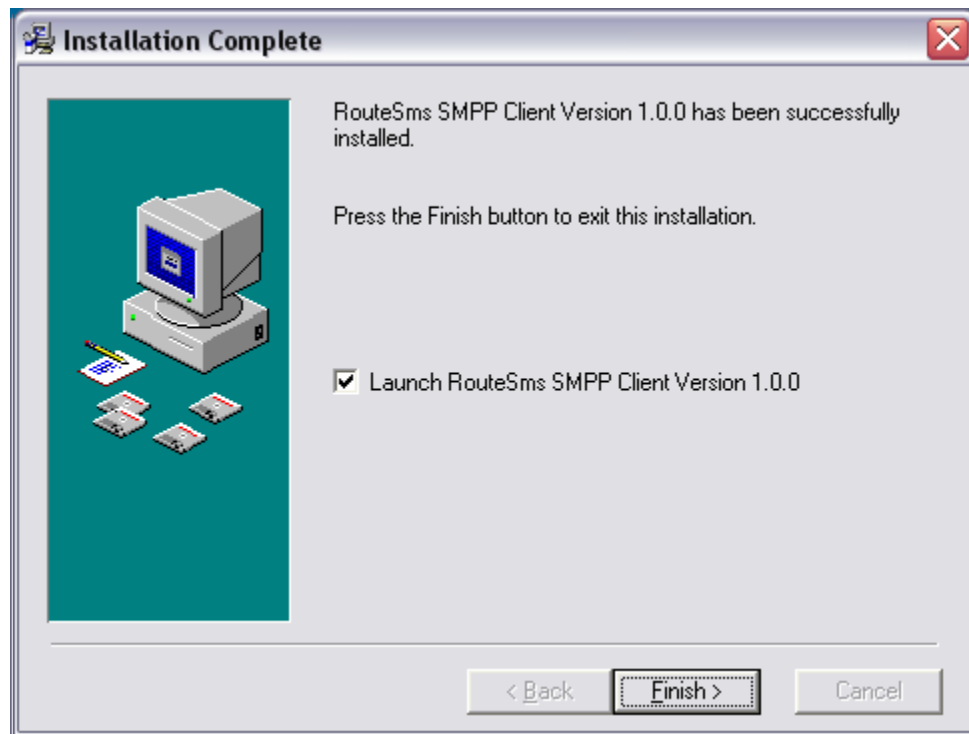 Installation Complete
RouteSms SMPP Client Version 1.0.0 has been successfully
installed.
Press the Finish button to exit this installation.
Launch RouteSms SMPP Client Version 1.0.0
< Back
Finish >
Cancel